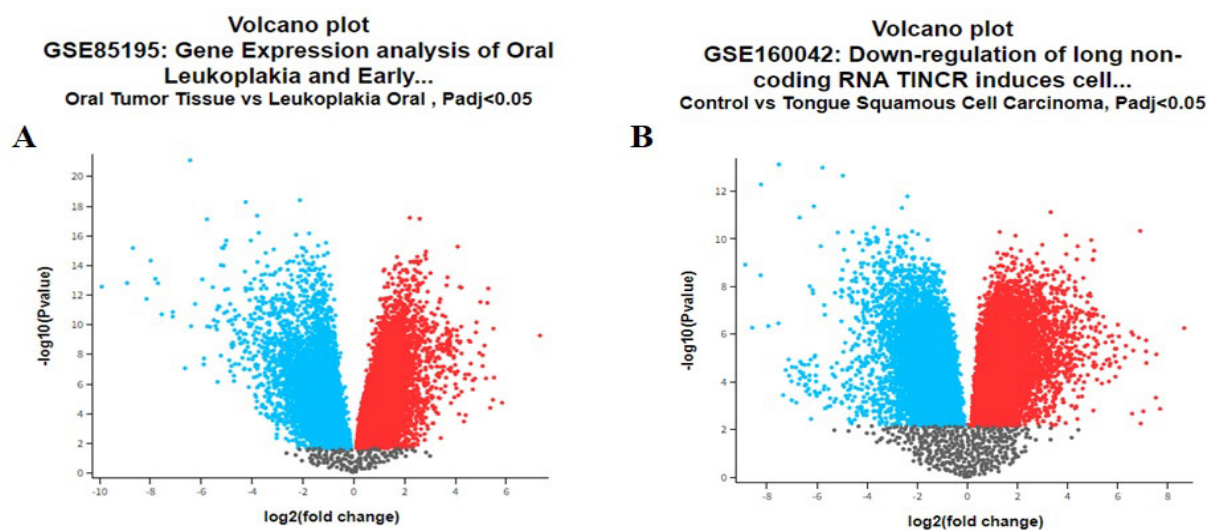 Volcano plot
GSE85195: Gene Expression analysis of Oral
Leukoplakia and Early...
Oral Tumor Tissue vs Leukoplakia Oral , Padj<0.05
A
-log10(Pvalue)
20
18
16
14
12
10
8
6
4
2
0
-10 -8 -6 -4 -2 0 2 4 6
log2(fold change)
Volcano plot
GSE160042: Down-regulation of long non-
coding RNA TINCR induces cell...
Control vs Tongue Squamous Cell Carcinoma, Padj<0.05
B
-log10(Pvalue)
12
10
8
6
4
2
0
-8 -6 -4 -2 0 2 4 6 8
log2(fold change)